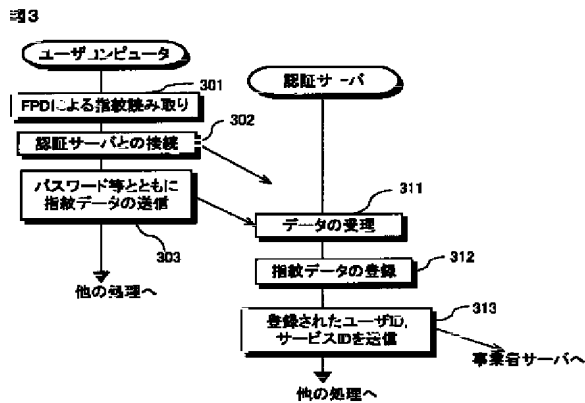 図3
ユーザコンピュータ
認証サーバ
301
FPDIによる指紋読み取り
302
認証サーバとの接続
パスワード等とともに
指紋データの送信
303
他の処理へ
311
データの受理
312
指紋データの登録
313
登録されたユーザID,
サービスIDを送信
事業者サーバへ
他の処理へ